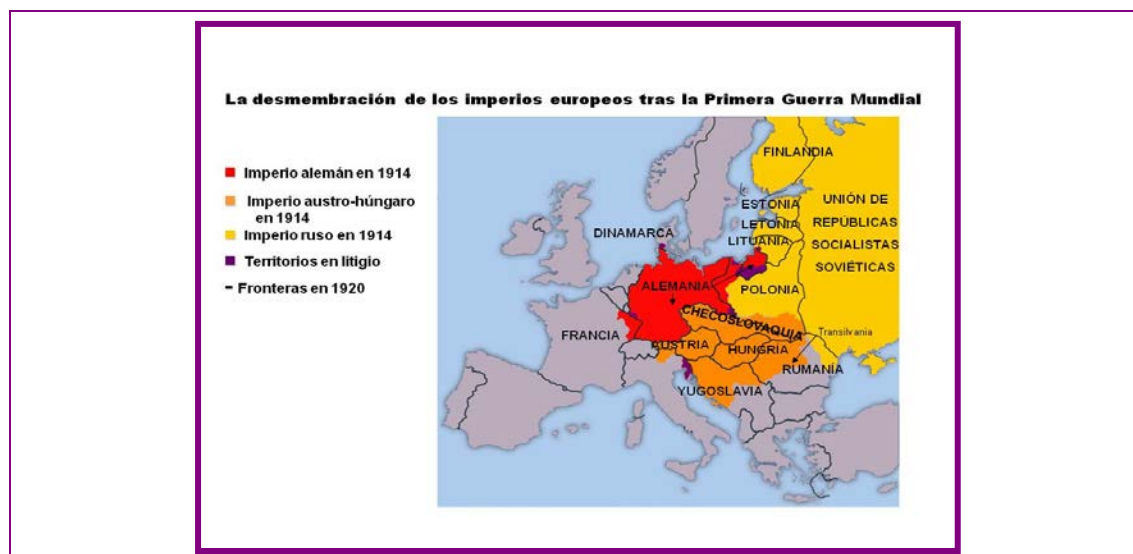 La desmembración de los imperios europeos tras la Primera Guerra Mundial
Imperio alemán en 1914
Imperio austro-húngaro
en 1914
Imperio ruso en 1914
Territorios en litigio
Fronteras en 1920
FINLANDIA
ESTONIA
LETONIA
LITUANIA
UNIÓN DE
REPÚBLICAS
SOCIALISTAS
SOVIÉTICAS
DINAMARCA
ALEMANIA
POLONIA
CHECOSLOVAQUIA
FRANCIA
AUSTRIA
HUNGRÍA
Transilvania
RUMANÍA
YUGOSLAVIA